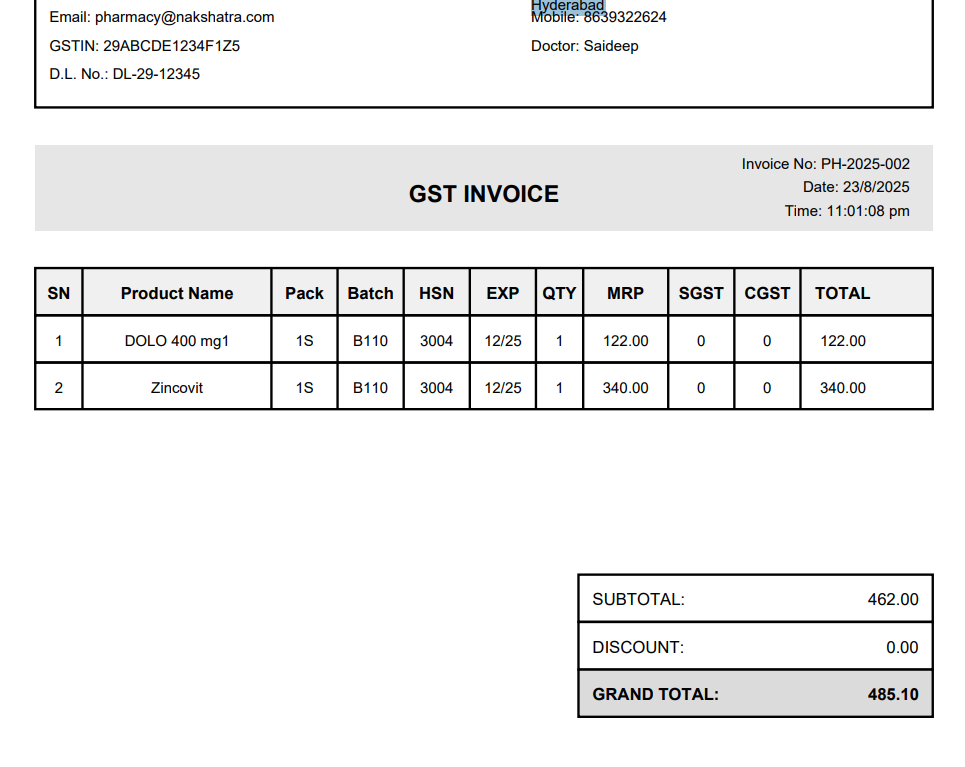 Hyderabad
Email: pharmacy@nakshatra.com Mobile: 8639322624
GSTIN: 29ABCDE1234F1Z5 Doctor: Saideep
D.L. No.: DL-29-12345
Invoice No: PH-2025-002
Date: 23/8/2025
GST INVOICE
Time: 11:01:08 pm
SN Product Name Pack Batch HSN EXP QTY MRP SGST CGST TOTAL
1 DOLO 400 mg1 1S B110 3004 12/25 1 122.00 0 0 122.00
2 Zincovit 1S B110 3004 12/25 1 340.00 0 0 340.00
SUBTOTAL: 462.00
DISCOUNT: 0.00
GRAND TOTAL: 485.10